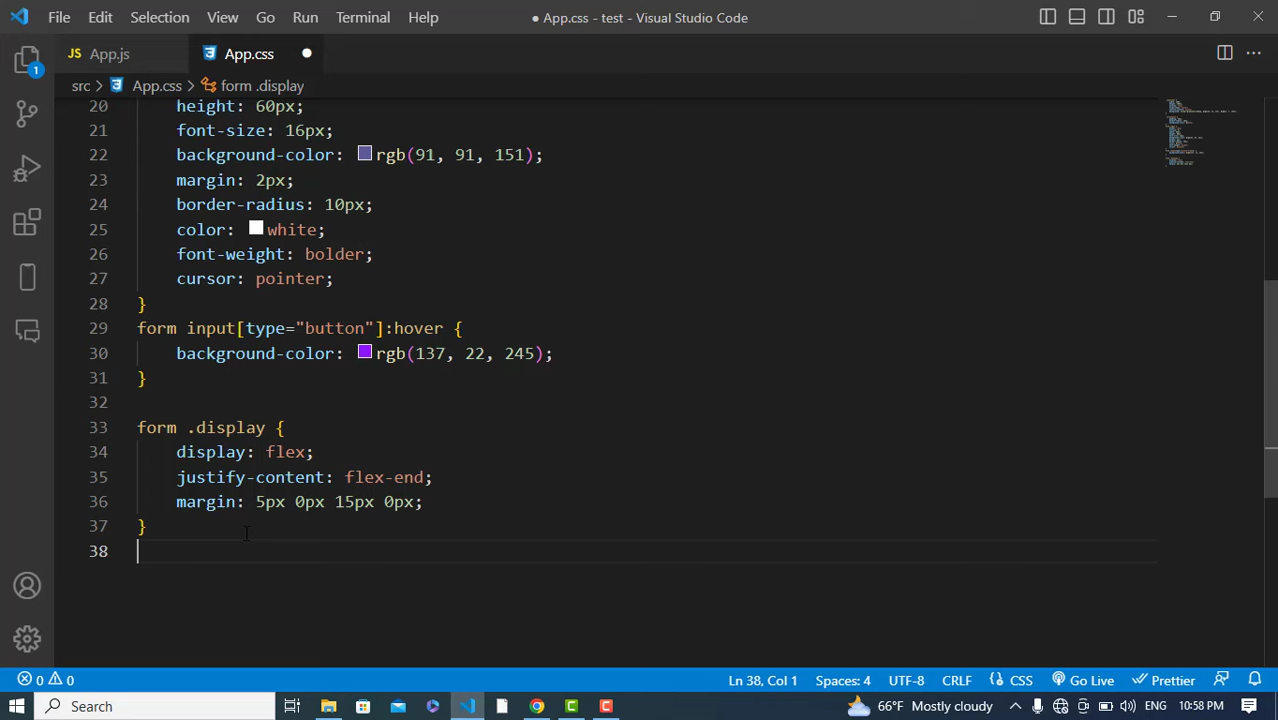 File Edit Selection View Go Run Terminal Help ● App.css - test - Visual Studio Code
JS App.js App.css
src > App.css > form .display
20 height: 60px;
21 font-size: 16px;
22 background-color: rgb(91, 91, 151);
23 margin: 2px;
24 border-radius: 10px;
25 color: white;
26 font-weight: bolder;
27 cursor: pointer;
28 }
29 form input[type="button"]:hover {
30 background-color: rgb(137, 22, 245);
31 }
32
33 form .display {
34 display: flex;
35 justify-content: flex-end;
36 margin: 5px 0px 15px 0px;
37 }
38
1
0 0 Ln 38, Col 1 Spaces: 4 UTF-8 CRLF {} CSS Go Live Prettier
Search 66°F Mostly cloudy ENG 10:58 PM